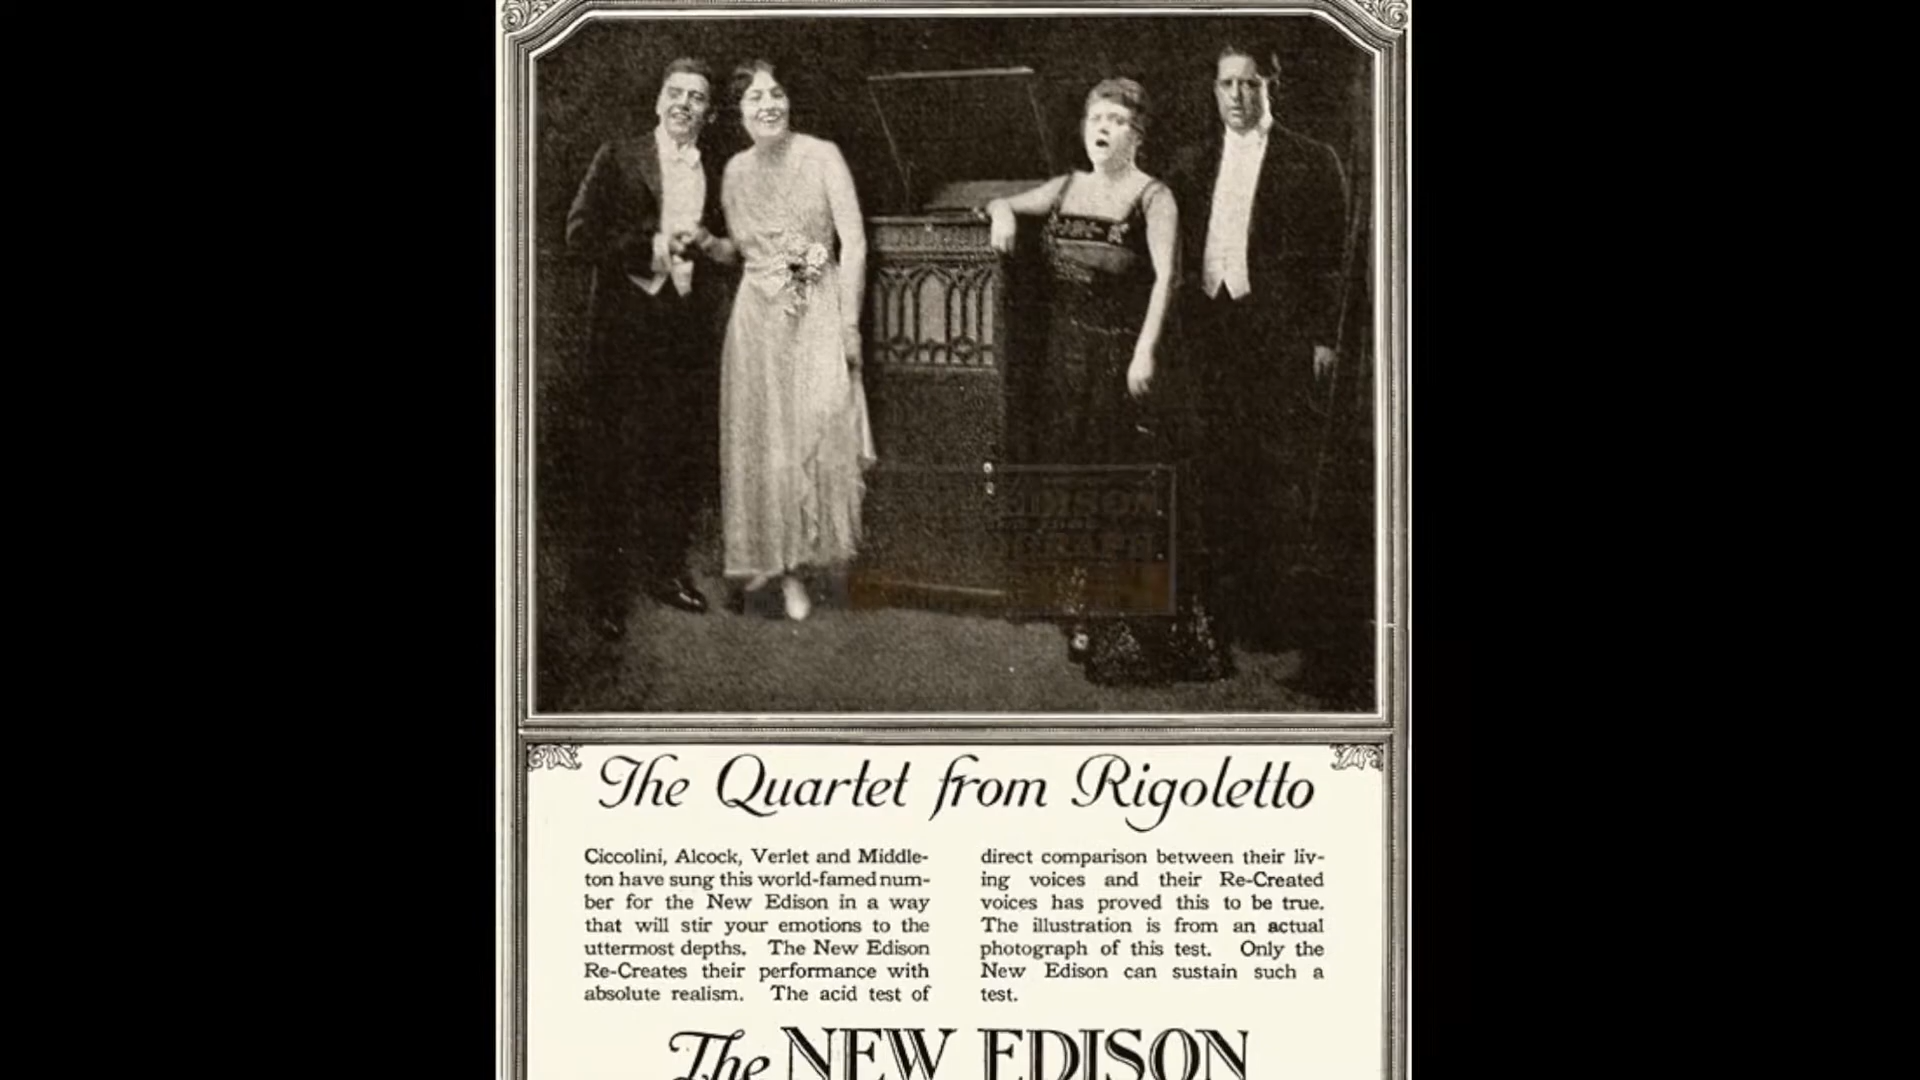 The Quartet from Rigoletto
Ciccolini, Alcock, Verlet and Middle-
ton have sung this world-famed num-
ber for the New Edison in a way
that will stir your emotions to the
uttermost depths. The New Edison
Re-Creates their performance with
absolute realism. The acid test of
direct comparison between their liv-
ing voices and their Re-Created
voices has proved this to be true.
The illustration is from an actual
photograph of this test. Only the
New Edison can sustain such a
test.
The NEW EDISON